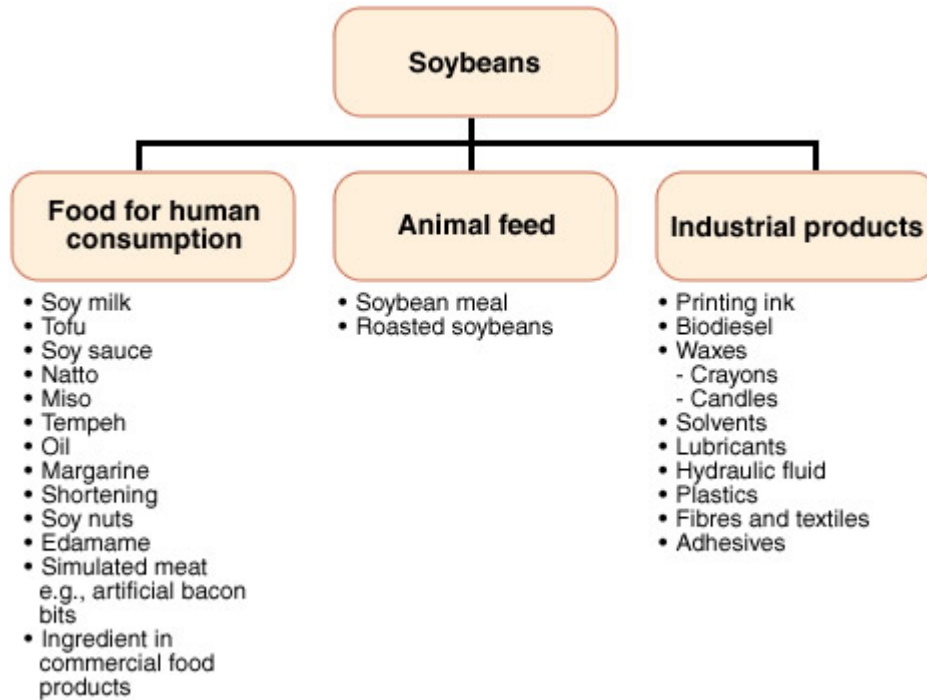 Soybeans
Food for human
consumption
• Soy milk
• Tofu
• Soy sauce
• Natto
• Miso
• Tempeh
• Oil
• Margarine
• Shortening
• Soy nuts
• Edamame
• Simulated meat
e.g., artificial bacon
bits
• Ingredient in
commercial food
products
Animal feed
• Soybean meal
• Roasted soybeans
Industrial products
• Printing ink
• Biodiesel
• Waxes
- Crayons
- Candles
• Solvents
• Lubricants
• Hydraulic fluid
• Plastics
• Fibres and textiles
• Adhesives